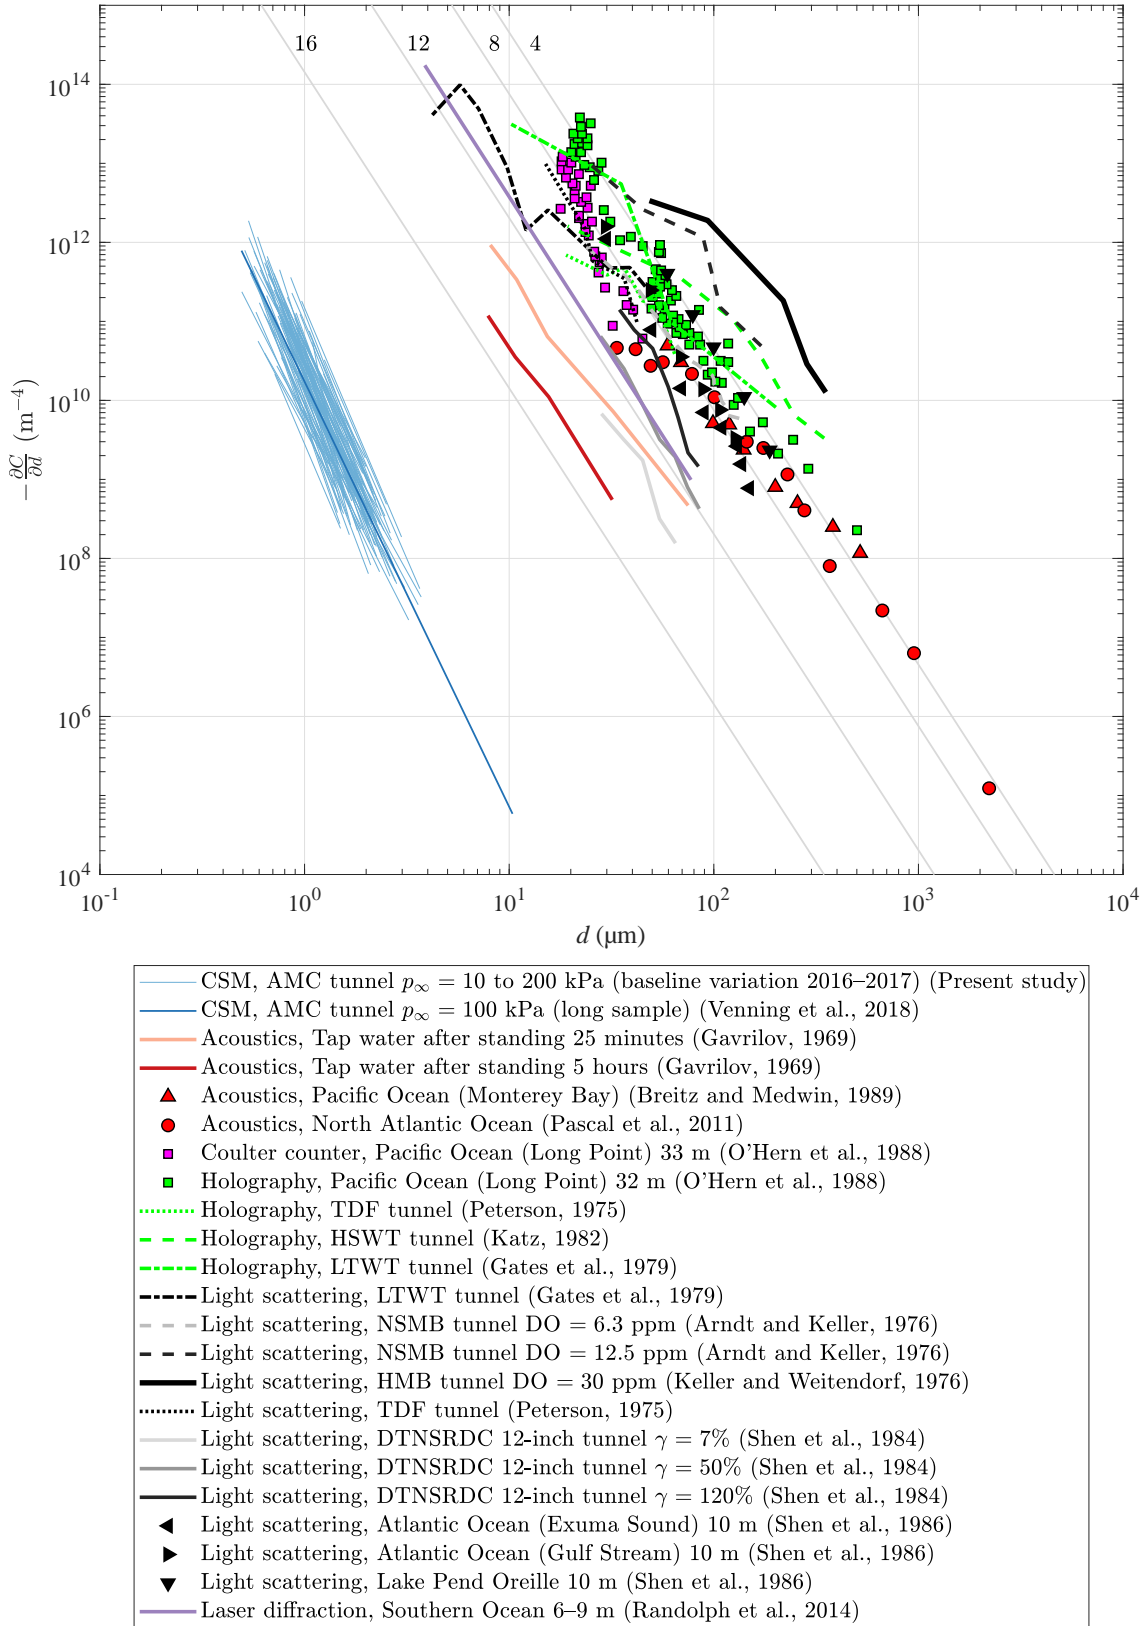 16 12 8 4
10^14
10^12
10^10
10^8
10^6
10^4
−∂C/∂d (m^−4)
10^-1 10^0 10^1 10^2 10^3 10^4
d (µm)
CSM, AMC tunnel p∞ = 10 to 200 kPa (baseline variation 2016–2017) (Present study)
CSM, AMC tunnel p∞ = 100 kPa (long sample) (Venning et al., 2018)
Acoustics, Tap water after standing 25 minutes (Gavrilov, 1969)
Acoustics, Tap water after standing 5 hours (Gavrilov, 1969)
Acoustics, Pacific Ocean (Monterey Bay) (Breitz and Medwin, 1989)
Acoustics, North Atlantic Ocean (Pascal et al., 2011)
Coulter counter, Pacific Ocean (Long Point) 33 m (O'Hern et al., 1988)
Holography, Pacific Ocean (Long Point) 32 m (O'Hern et al., 1988)
Holography, TDF tunnel (Peterson, 1975)
Holography, HSWT tunnel (Katz, 1982)
Holography, LTWT tunnel (Gates et al., 1979)
Light scattering, LTWT tunnel (Gates et al., 1979)
Light scattering, NSMB tunnel DO = 6.3 ppm (Arndt and Keller, 1976)
Light scattering, NSMB tunnel DO = 12.5 ppm (Arndt and Keller, 1976)
Light scattering, HMB tunnel DO = 30 ppm (Keller and Weitendorf, 1976)
Light scattering, TDF tunnel (Peterson, 1975)
Light scattering, DTNSRDC 12-inch tunnel γ = 7% (Shen et al., 1984)
Light scattering, DTNSRDC 12-inch tunnel γ = 50% (Shen et al., 1984)
Light scattering, DTNSRDC 12-inch tunnel γ = 120% (Shen et al., 1984)
Light scattering, Atlantic Ocean (Exuma Sound) 10 m (Shen et al., 1986)
Light scattering, Atlantic Ocean (Gulf Stream) 10 m (Shen et al., 1986)
Light scattering, Lake Pend Oreille 10 m (Shen et al., 1986)
Laser diffraction, Southern Ocean 6–9 m (Randolph et al., 2014)